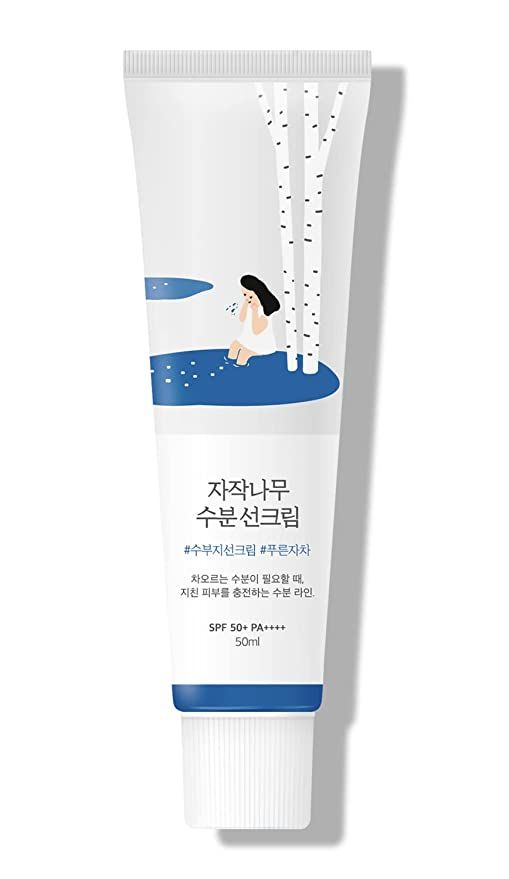 자작나무
수분 선크림
#수부지선크림 #푸른자차
차오르는 수분이 필요할 때,
지친 피부를 충전하는 수분 라인.
SPF 50+ PA++++
50ml